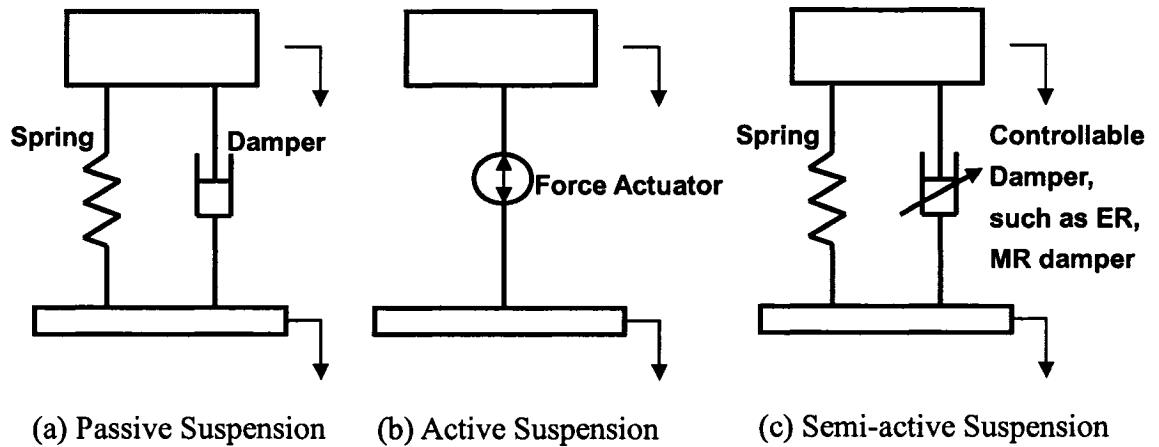 Spring
Damper
Force Actuator
Spring
Controllable
Damper,
such as ER,
MR damper
(a) Passive Suspension
(b) Active Suspension
(c) Semi-active Suspension